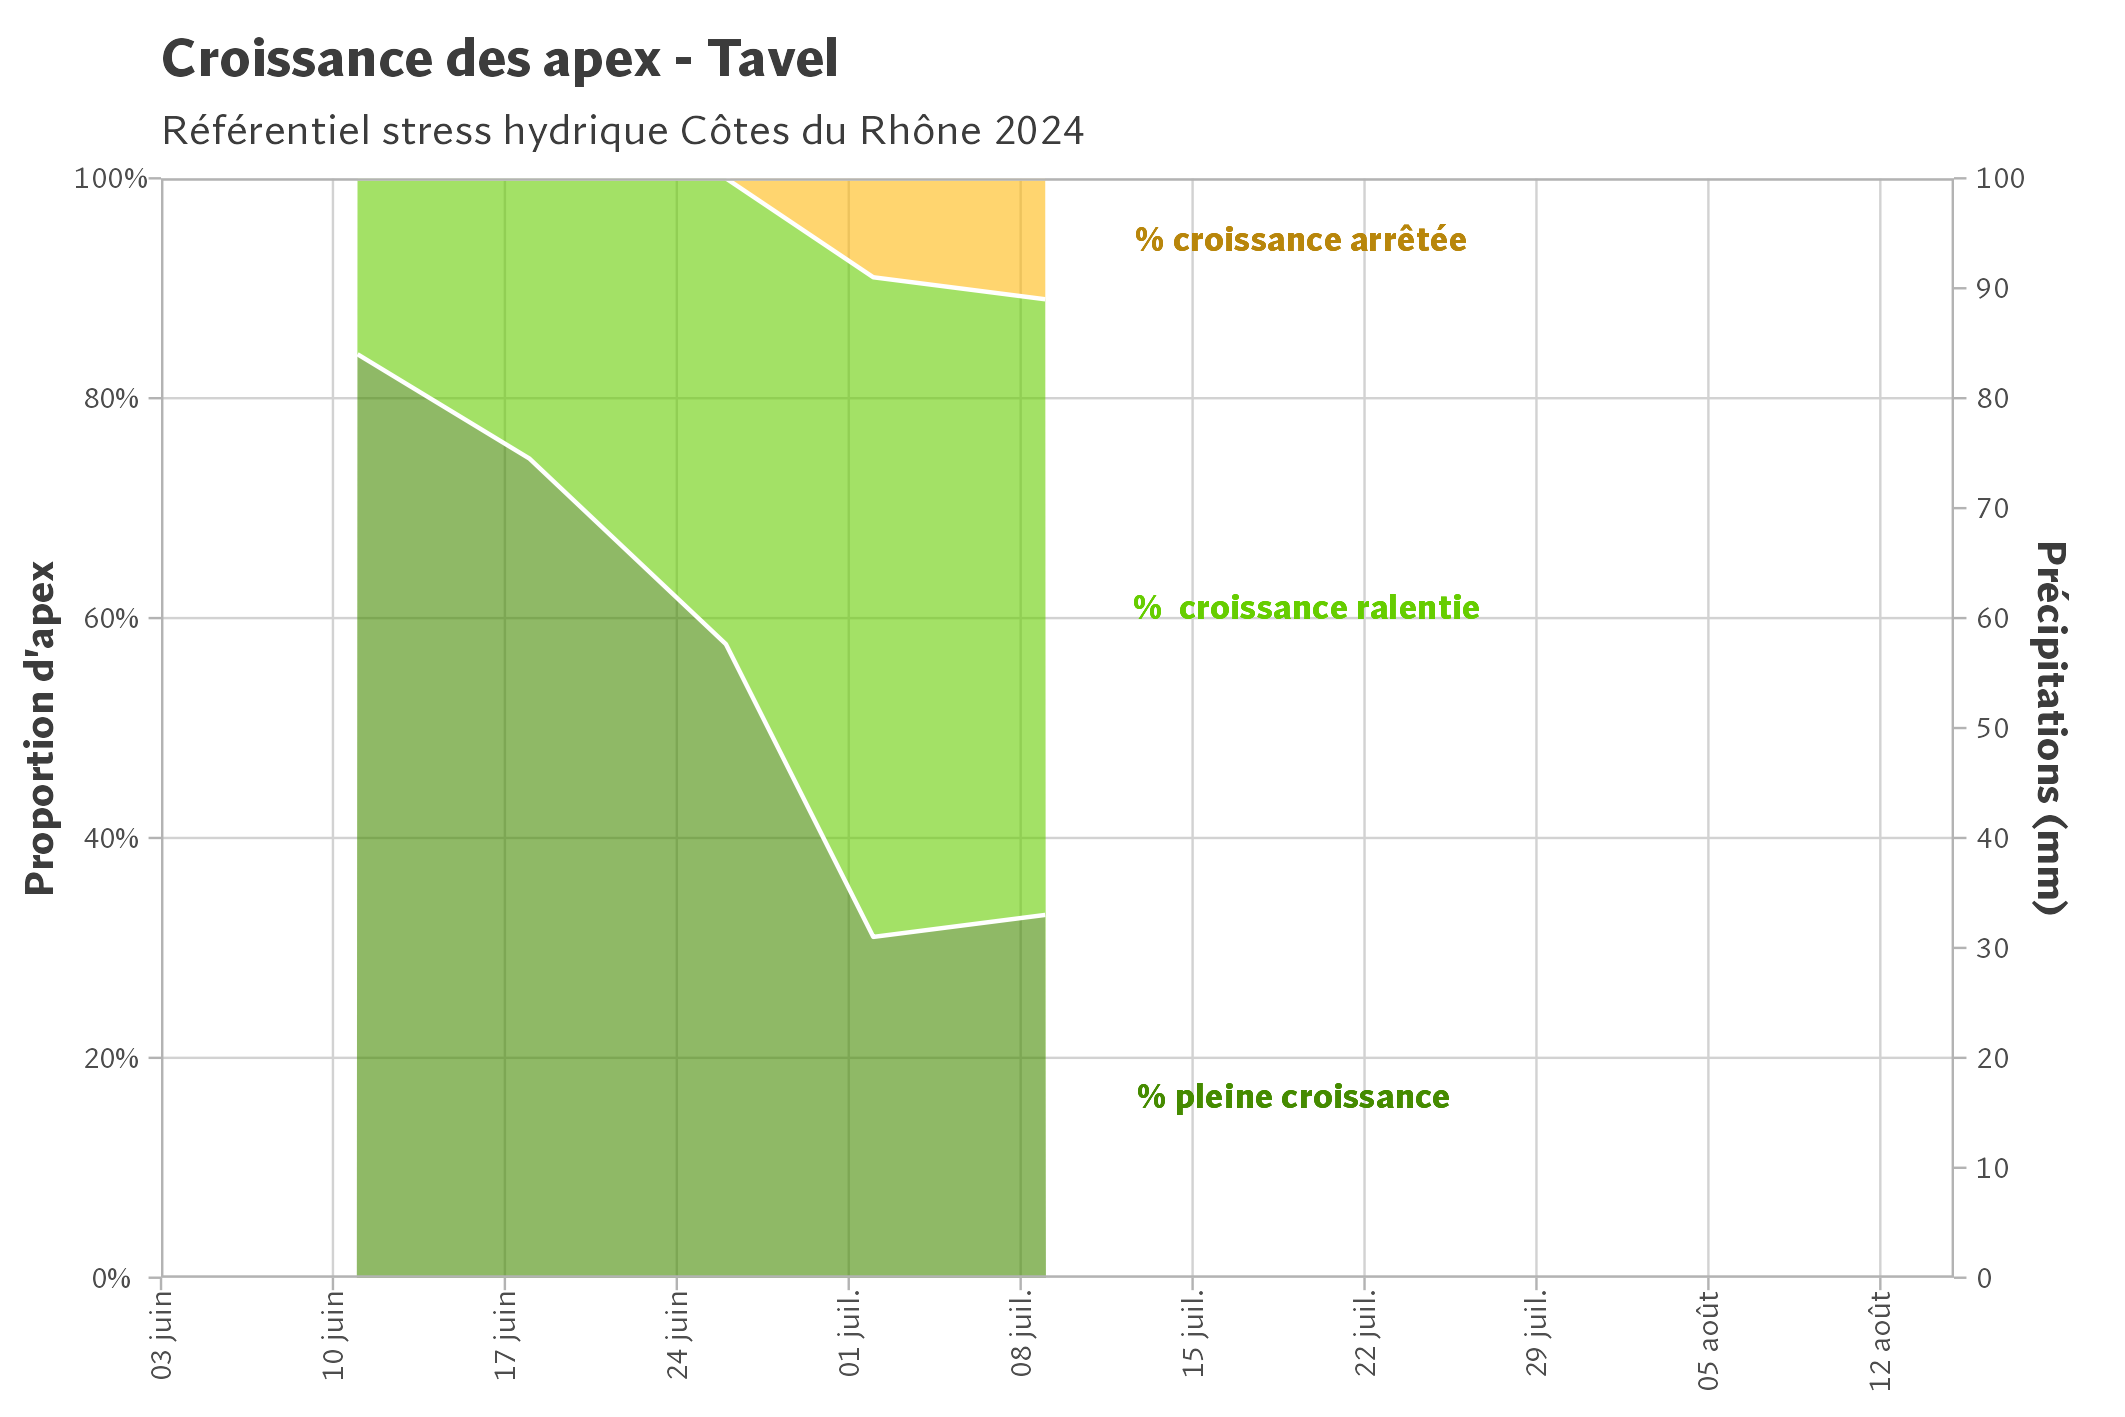 Croissance des apex - Tavel
Référentiel stress hydrique Côtes du Rhône 2024
Proportion d'apex
100%
80%
60%
40%
20%
0%
% croissance arrêtée
% croissance ralentie
% pleine croissance
100
90
80
70
60
50
40
30
20
10
0
Précipitations (mm)
03 juin
10 juin
17 juin
24 juin
01 juil.
08 juil.
15 juil.
22 juil.
29 juil.
05 août
12 août